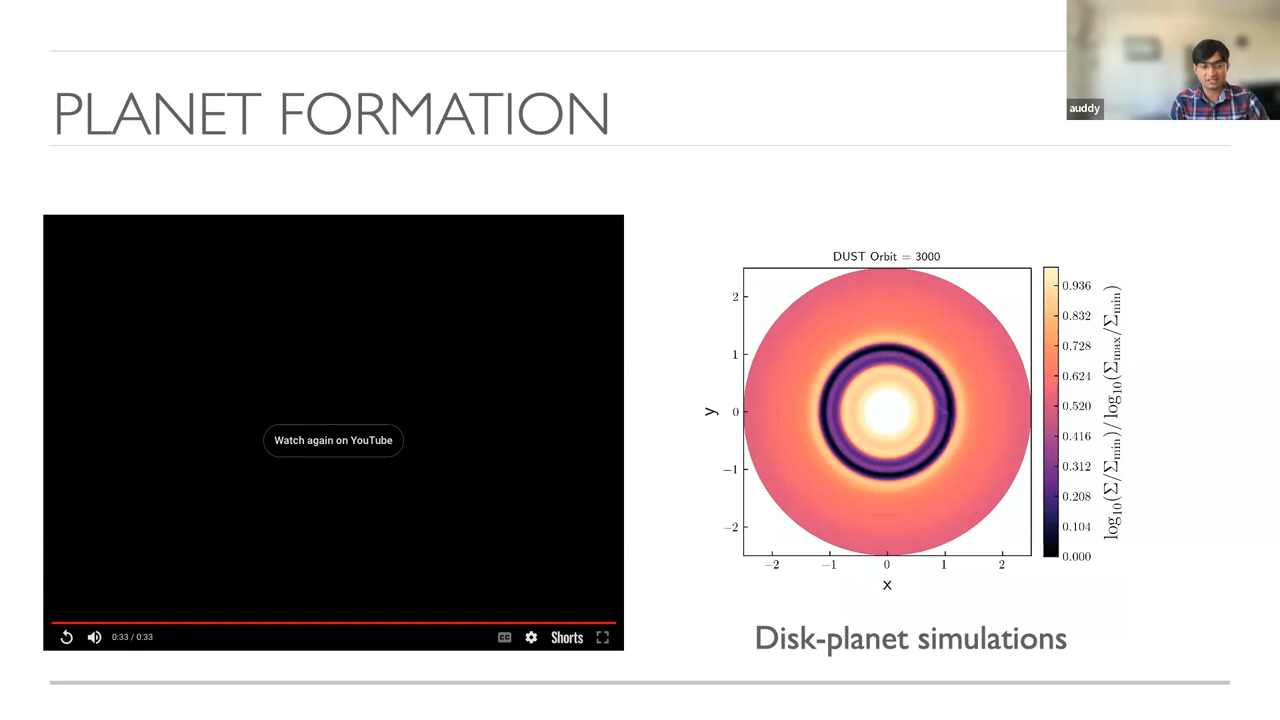 auddy
PLANET FORMATION
Watch again on YouTube
0:33 / 0:33
CC
Shorts
DUST Orbit = 3000
2
1
0
−1
−2
y
−2
−1
0
1
2
x
0.936
0.832
0.728
0.624
0.520
0.416
0.312
0.208
0.104
0.000
log₁₀(Σ/Σmin)/log₁₀(Σmax/Σmin)
Disk-planet simulations